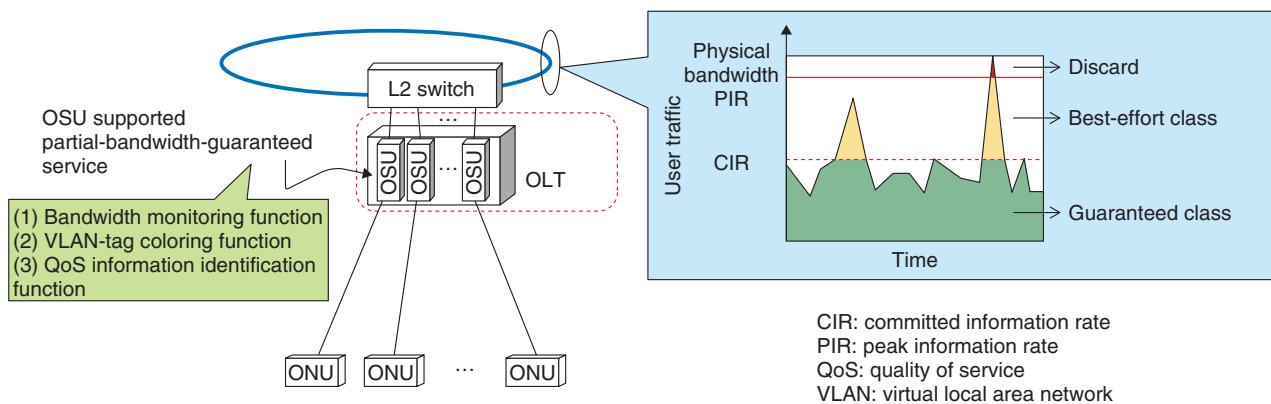 L2 switch
...
OSU supported
partial-bandwidth-guaranteed
service
OSU
OSU
...
OSU
OLT
(1) Bandwidth monitoring function
(2) VLAN-tag coloring function
(3) QoS information identification
function
ONU
ONU
...
ONU
Physical
bandwidth
PIR
CIR
User traffic
Time
Discard
Best-effort class
Guaranteed class
CIR: committed information rate
PIR: peak information rate
QoS: quality of service
VLAN: virtual local area network